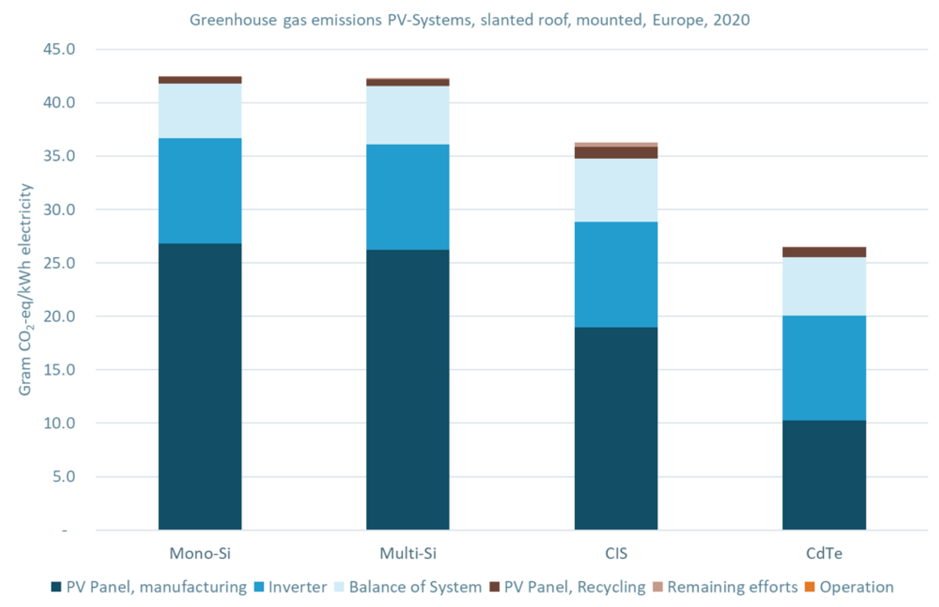 Greenhouse gas emissions PV-Systems, slanted roof, mounted, Europe, 2020
Gram CO₂-eq/kWh electricity
45.0
40.0
35.0
30.0
25.0
20.0
15.0
10.0
5.0
-
Mono-Si Multi-Si CIS CdTe
PV Panel, manufacturing Inverter Balance of System PV Panel, Recycling Remaining efforts Operation